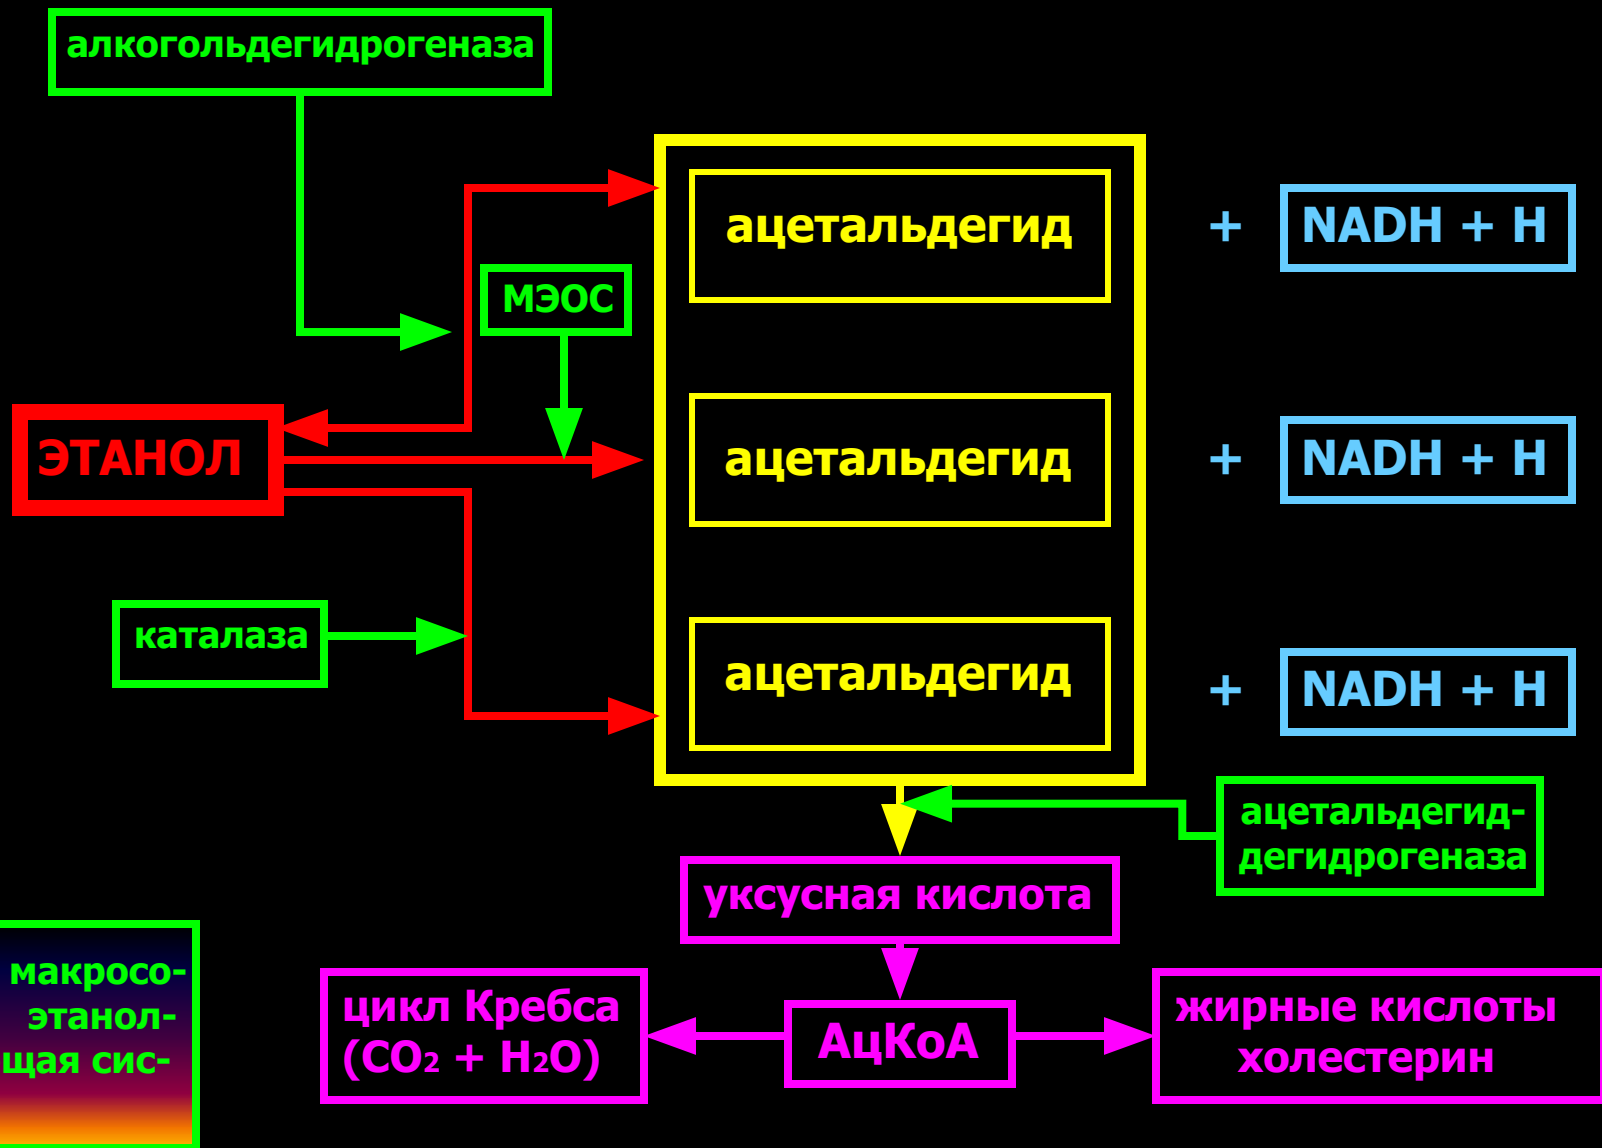 алкогольдегидрогеназа
ацетальдегид + NADH + H
МЭОС
ЭТАНОЛ
ацетальдегид + NADH + H
каталаза
ацетальдегид + NADH + H
ацетальдегид-
дегидрогеназа
уксусная кислота
макросо-
этанол-
щая сис-
цикл Кребса
(CO₂ + H₂O)
АцКоА
жирные кислоты
холестерин